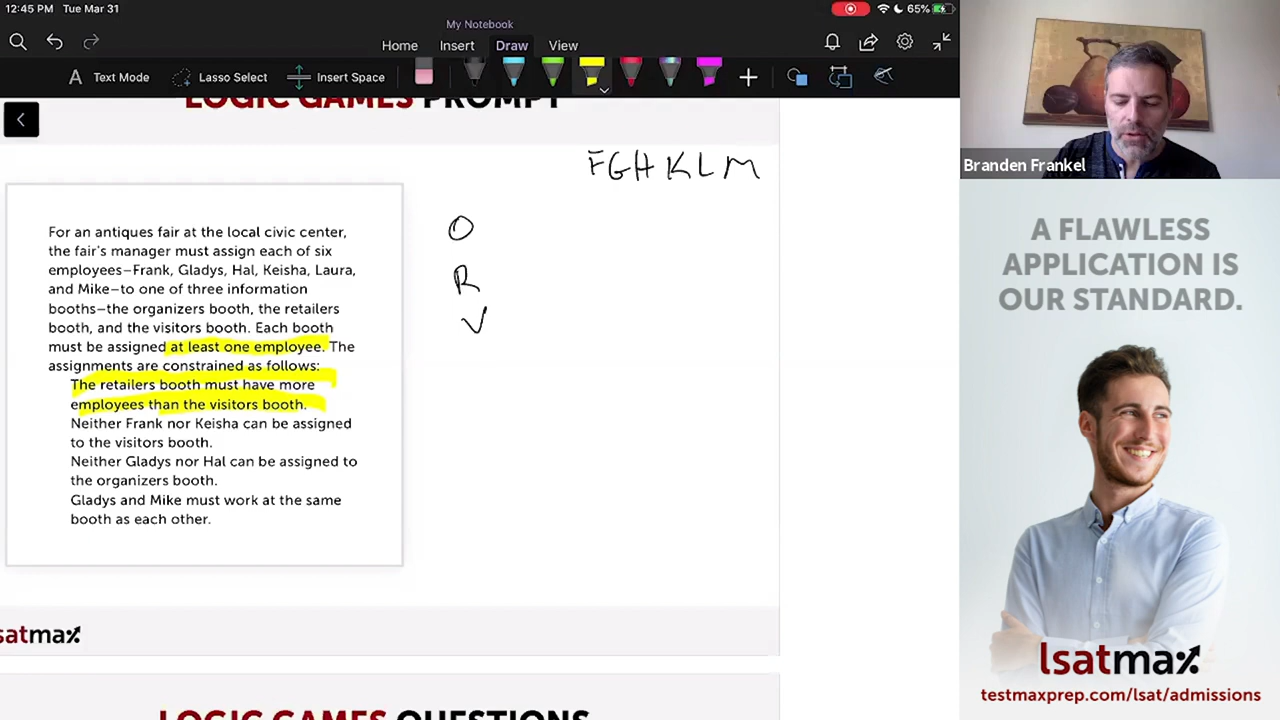 12:45 PM Tue Mar 31
65%
My Notebook
Home Insert Draw View
Text Mode Lasso Select Insert Space
LOGIC GAMES PROMPT
F G H K L M
O
R
V
For an antiques fair at the local civic center,
the fair's manager must assign each of six
employees—Frank, Gladys, Hal, Keisha, Laura,
and Mike—to one of three information
booths—the organizers booth, the retailers
booth, and the visitors booth. Each booth
must be assigned at least one employee. The
assignments are constrained as follows:
The retailers booth must have more
employees than the visitors booth.
Neither Frank nor Keisha can be assigned
to the visitors booth.
Neither Gladys nor Hal can be assigned to
the organizers booth.
Gladys and Mike must work at the same
booth as each other.
satmax
LOGIC GAMES QUESTIONS
Branden Frankel
A FLAWLESS
APPLICATION IS
OUR STANDARD.
lsatmax
testmaxprep.com/lsat/admissions